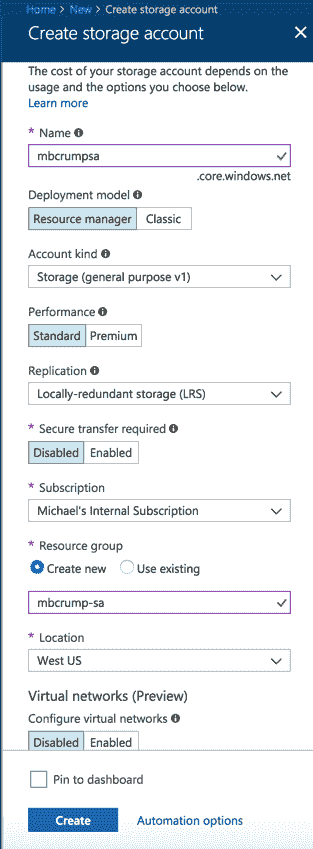 Home > New > Create storage account
Create storage account
The cost of your storage account depends on the
usage and the options you choose below.
Learn more
* Name
mbcrumpsa
.core.windows.net
Deployment model
Resource manager Classic
Account kind
Storage (general purpose v1)
Performance
Standard Premium
Replication
Locally-redundant storage (LRS)
* Secure transfer required
Disabled Enabled
* Subscription
Michael's Internal Subscription
* Resource group
Create new Use existing
mbcrump-sa
* Location
West US
Virtual networks (Preview)
Configure virtual networks
Disabled Enabled
Pin to dashboard
Create Automation options